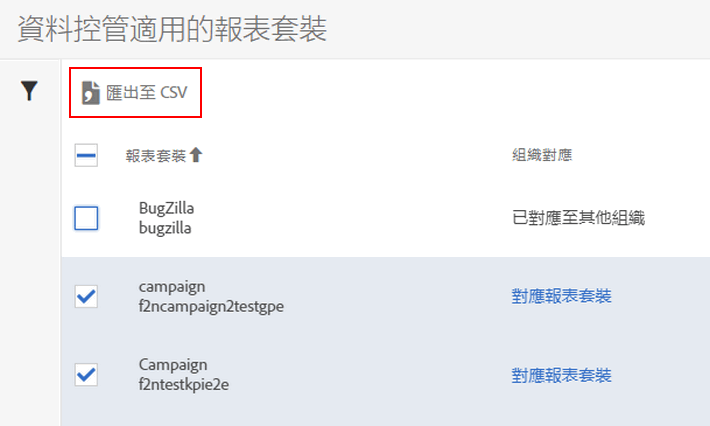 資料控管適用的報表套裝
匯出至 CSV
報表套裝 組織對應
BugZilla
bugzilla
已對應至其他組織
campaign
f2ncampaign2testgpe
對應報表套裝
Campaign
f2ntestkpie2e
對應報表套裝